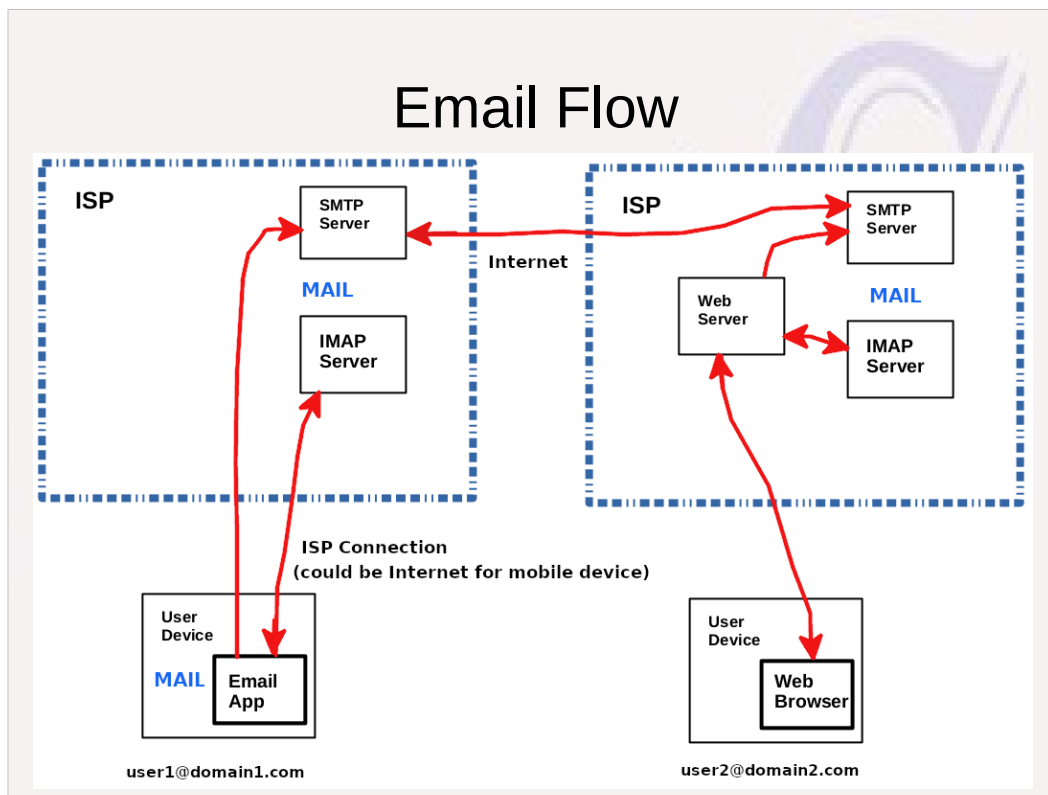 Email Flow
ISP
SMTP
Server
MAIL
IMAP
Server
Internet
ISP
SMTP
Server
Web
Server
MAIL
IMAP
Server
ISP Connection
(could be Internet for mobile device)
User
Device
MAIL
Email
App
user1@domain1.com
User
Device
Web
Browser
user2@domain2.com